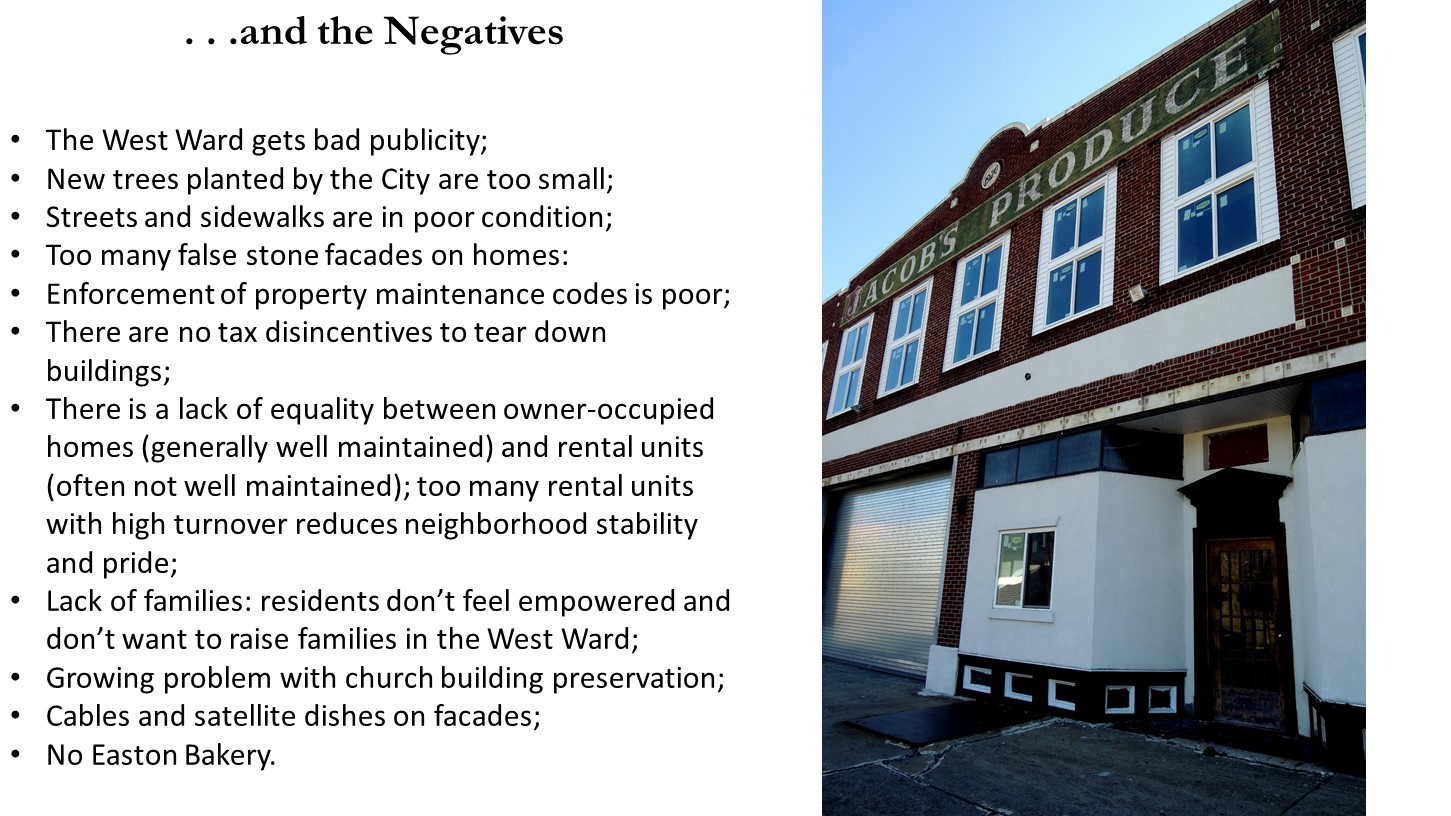 . . .and the Negatives
• The West Ward gets bad publicity;
• New trees planted by the City are too small;
• Streets and sidewalks are in poor condition;
• Too many false stone facades on homes:
• Enforcement of property maintenance codes is poor;
• There are no tax disincentives to tear down
buildings;
• There is a lack of equality between owner-occupied
homes (generally well maintained) and rental units
(often not well maintained); too many rental units
with high turnover reduces neighborhood stability
and pride;
• Lack of families: residents don’t feel empowered and
don’t want to raise families in the West Ward;
• Growing problem with church building preservation;
• Cables and satellite dishes on facades;
• No Easton Bakery.
JACOB'S PRODUCE